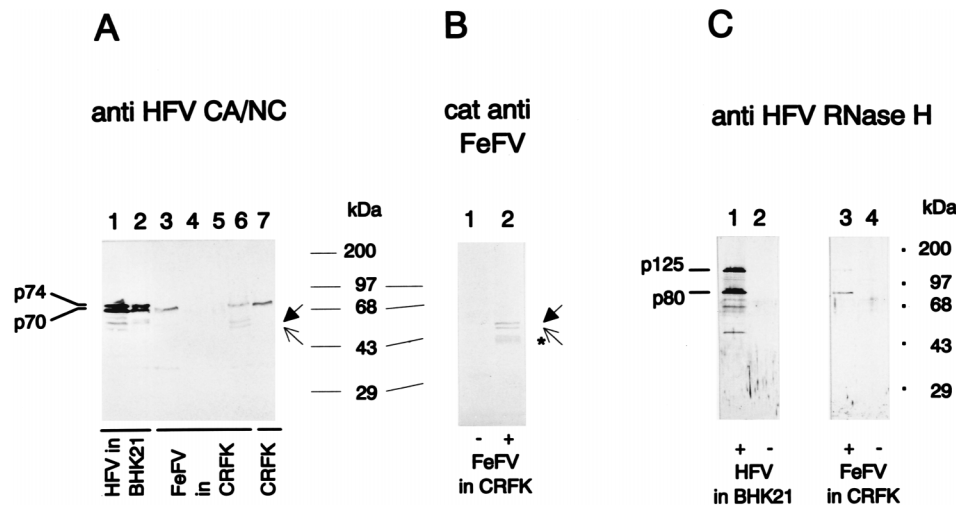 A
B
C
anti HFV CA/NC
cat anti
FeFV
anti HFV RNase H
1 2 3 4 5 6 7
kDa
200
97
68
43
29
p74
p70
HFV in
BHK21
FeFV
in
CRFK
CRFK
1 2
*
- +
FeFV
in CRFK
1 2
3 4
kDa
200
97
68
43
29
p125
p80
+ -
HFV
in BHK21
+ -
FeFV
in CRFK